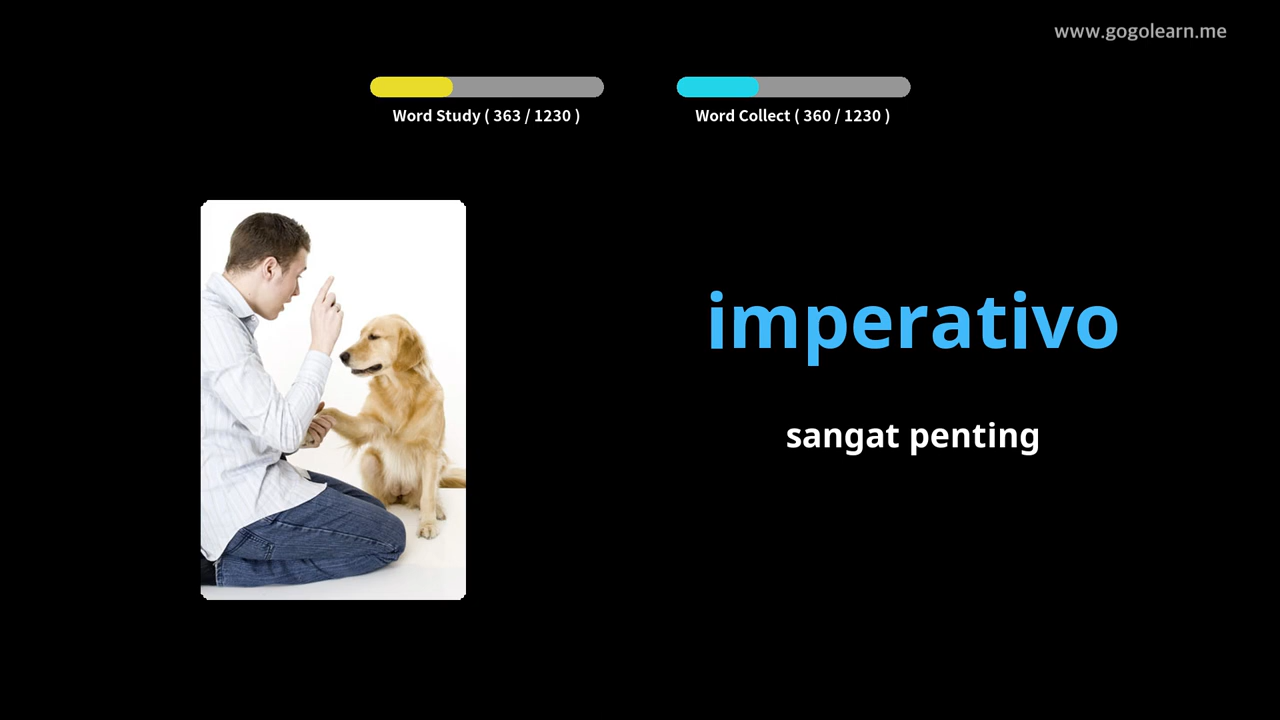 www.gogolearn.me
Word Study ( 363 / 1230 )
Word Collect ( 360 / 1230 )
imperativo
sangat penting